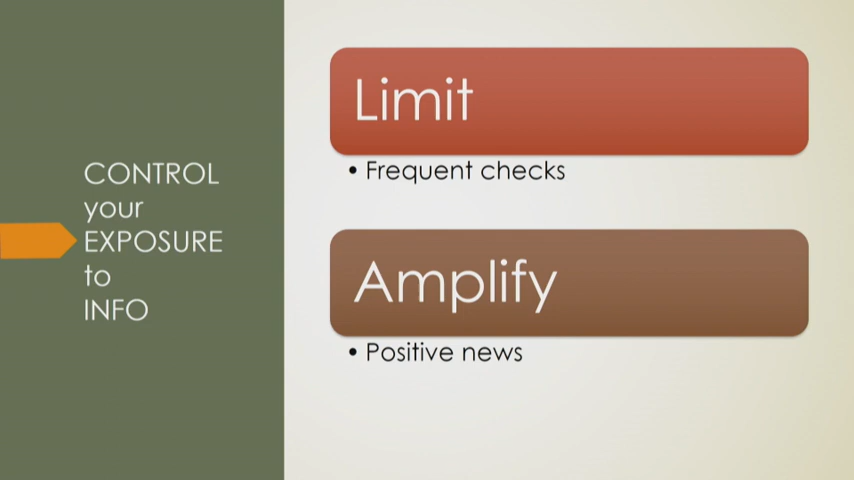 CONTROL
your
EXPOSURE
to
INFO
Limit
• Frequent checks
Amplify
• Positive news